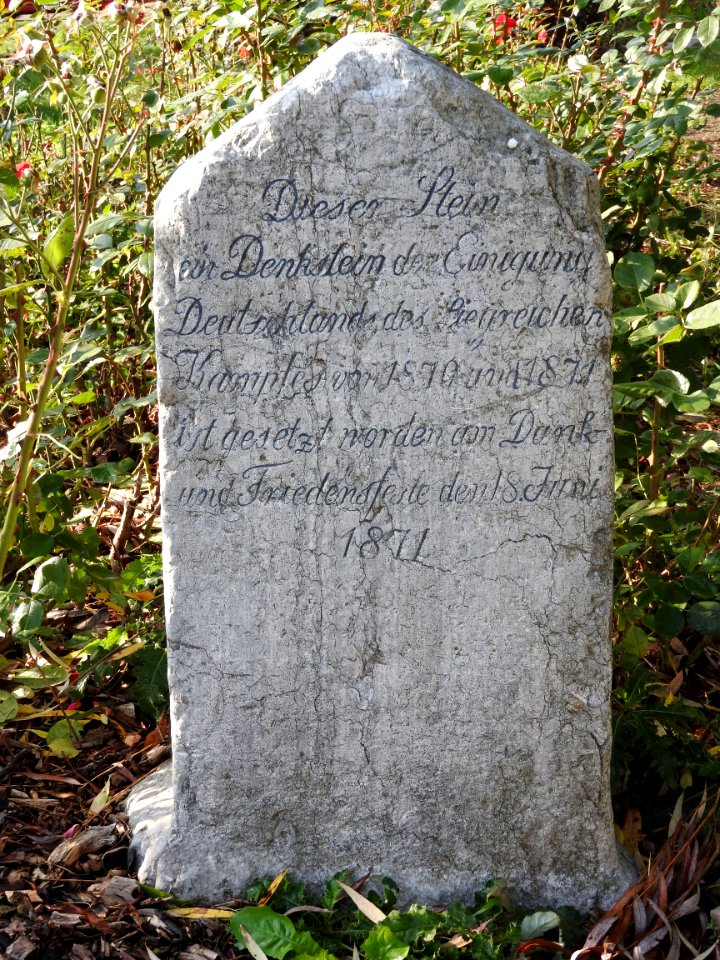 Dieser Stein
ein Denkstein der Einigung
Deutschlands des Siegreichen
Kampfes von 1870 und 1871
ist gesetzt worden am Dank-
und Friedensfeste den 18. Juni
1871